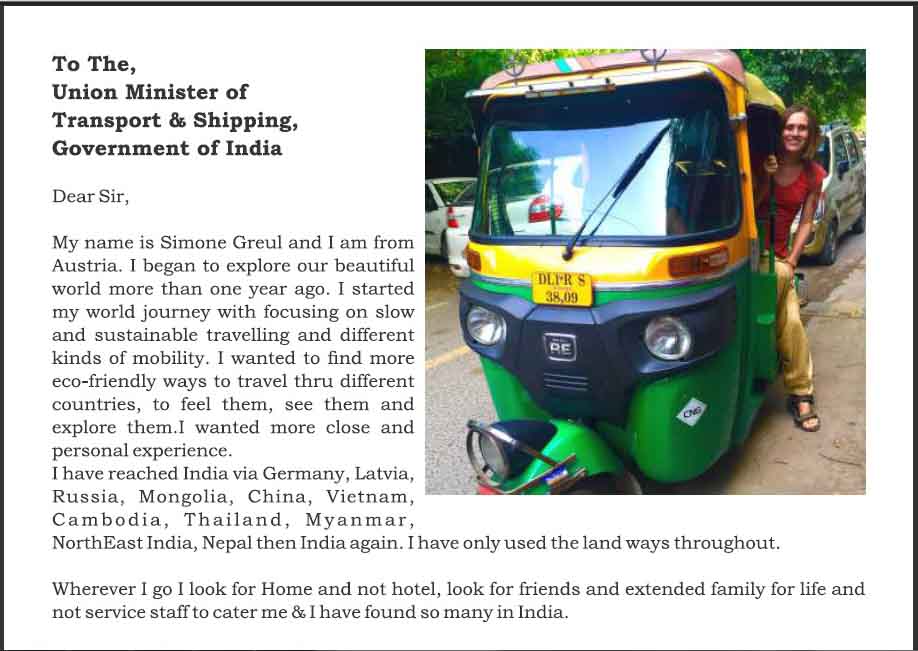 To The,
Union Minister of
Transport & Shipping,
Government of India
Dear Sir,
My name is Simone Greul and I am from
Austria. I began to explore our beautiful
world more than one year ago. I started
my world journey with focusing on slow
and sustainable travelling and different
kinds of mobility. I wanted to find more
eco-friendly ways to travel thru different
countries, to feel them, see them and
explore them.I wanted more close and
personal experience.
I have reached India via Germany, Latvia,
Russia, Mongolia, China, Vietnam,
Cambodia, Thailand, Myanmar,
NorthEast India, Nepal then India again. I have only used the land ways throughout.
Wherever I go I look for Home and not hotel, look for friends and extended family for life and
not service staff to cater me & I have found so many in India.
38,09
RE
CNG